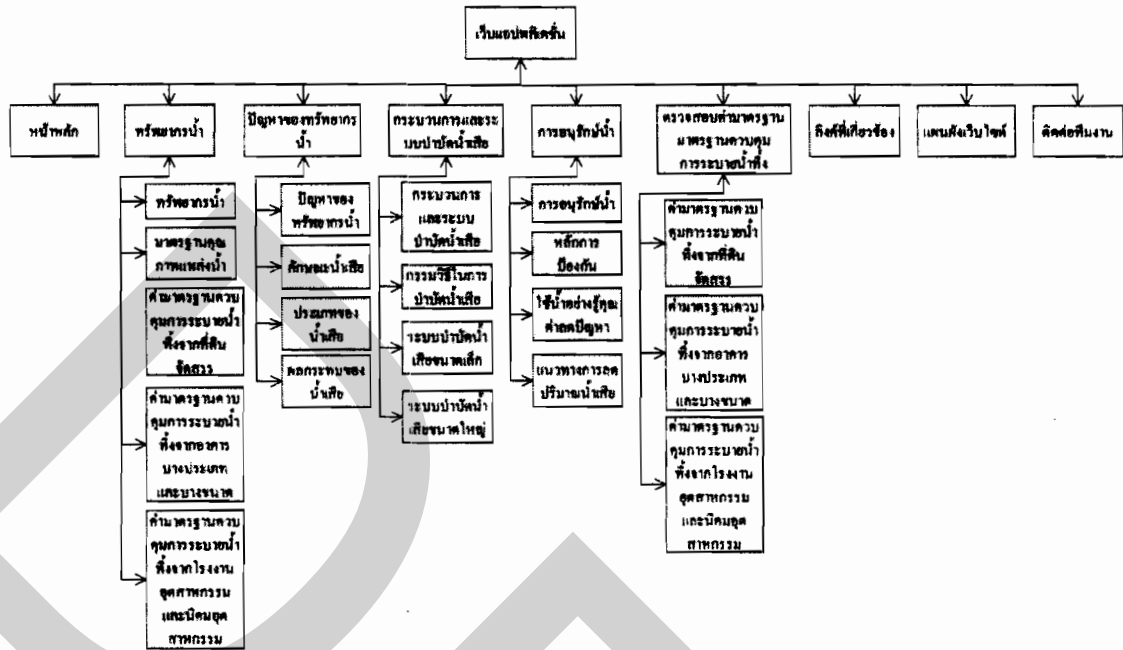 เว็บแอปพลิเคชั่น
หน้าหลัก
ทรัพยากรน้ำ
ปัญหาของทรัพยากร
น้ำ
กระบวนการและระ
บบบำบัดน้ำเสีย
การอนุรักษ์น้ำ
ตรวจสอบค่ามาตรฐาน
มาตรฐานควบคุม
การระบายน้ำทิ้ง
ลิงค์ที่เกี่ยวข้อง
แผนผังเว็บไซต์
ติดต่อทีมงาน
ทรัพยากรน้ำ
มาตรฐานคุณ
ภาพแหล่งน้ำ
ค่ามาตรฐานควบ
คุมการระบายน้ำ
ทิ้งจากที่ดิน
จัดสรร
ค่ามาตรฐานควบ
คุมการระบายน้ำ
ทิ้งจากอาคาร
บางประเภท
และบางขนาด
ค่ามาตรฐานควบ
คุมการระบายน้ำ
ทิ้งจากโรงงาน
อุตสาหกรรม
และนิคมอุต
สาหกรรม
ปัญหาของ
ทรัพยากรน้ำ
ลักษณะน้ำเสีย
ประเภทของ
น้ำเสีย
ผลกระทบของ
น้ำเสีย
กระบวนการ
และระบบ
บำบัดน้ำเสีย
กรรมวิธีในการ
บำบัดน้ำเสีย
ระบบบำบัดน้ำ
เสียขนาดเล็ก
ระบบบำบัดน้ำ
เสียขนาดใหญ่
การอนุรักษ์น้ำ
หลักการ
ป้องกัน
ใช้น้ำอย่างรู้คุณ
ค่าลดปัญหา
แนวทางการลด
ปริมาณน้ำเสีย
ค่ามาตรฐานควบ
คุมการระบายน้ำ
ทิ้งจากที่ดิน
จัดสรร
ค่ามาตรฐานควบ
คุมการระบายน้ำ
ทิ้งจากอาคาร
บางประเภท
และบางขนาด
ค่ามาตรฐานควบ
คุมการระบายน้ำ
ทิ้งจากโรงงาน
อุตสาหกรรม
และนิคมอุต
สาหกรรม